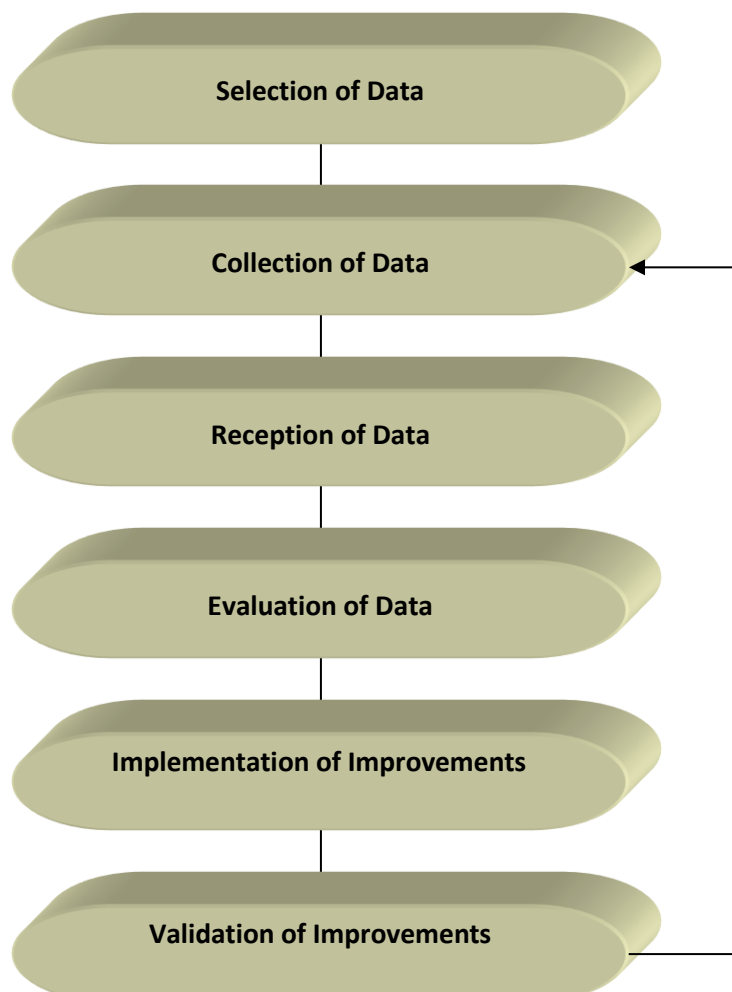 Selection of Data
Collection of Data
Reception of Data
Evaluation of Data
Implementation of Improvements
Validation of Improvements